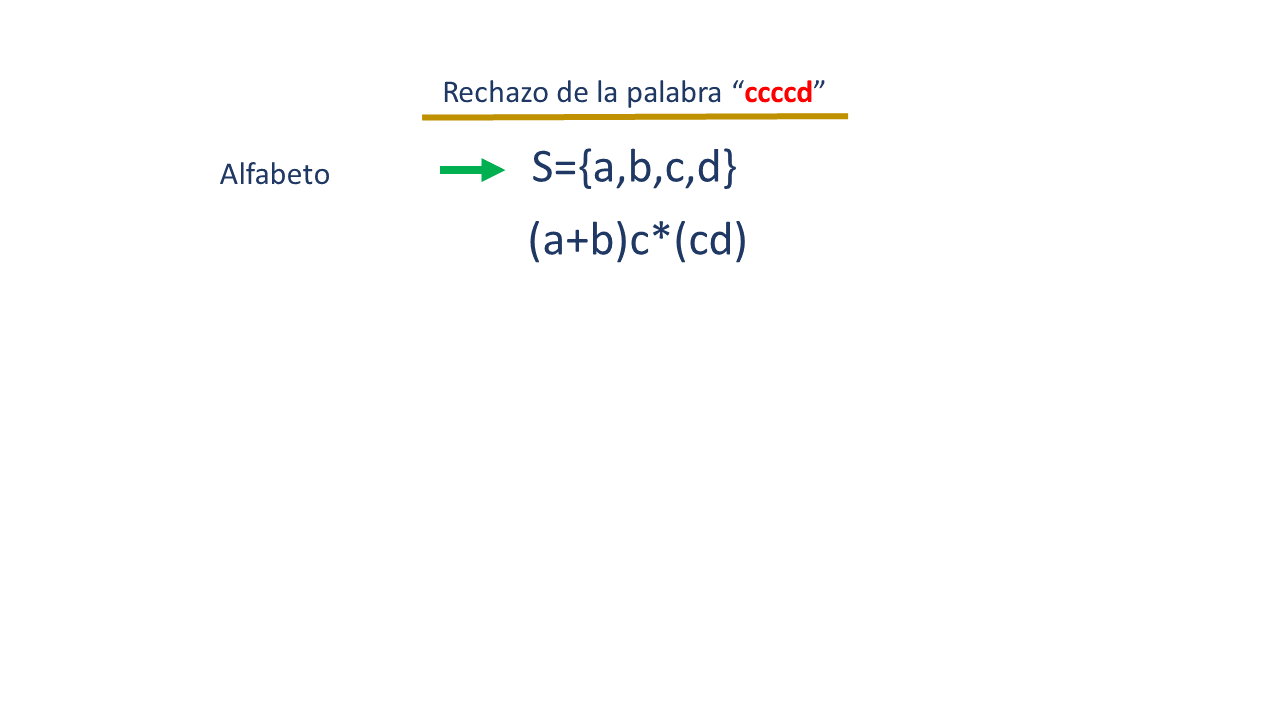 Rechazo de la palabra “ccccd”
Alfabeto S={a,b,c,d}
(a+b)c*(cd)